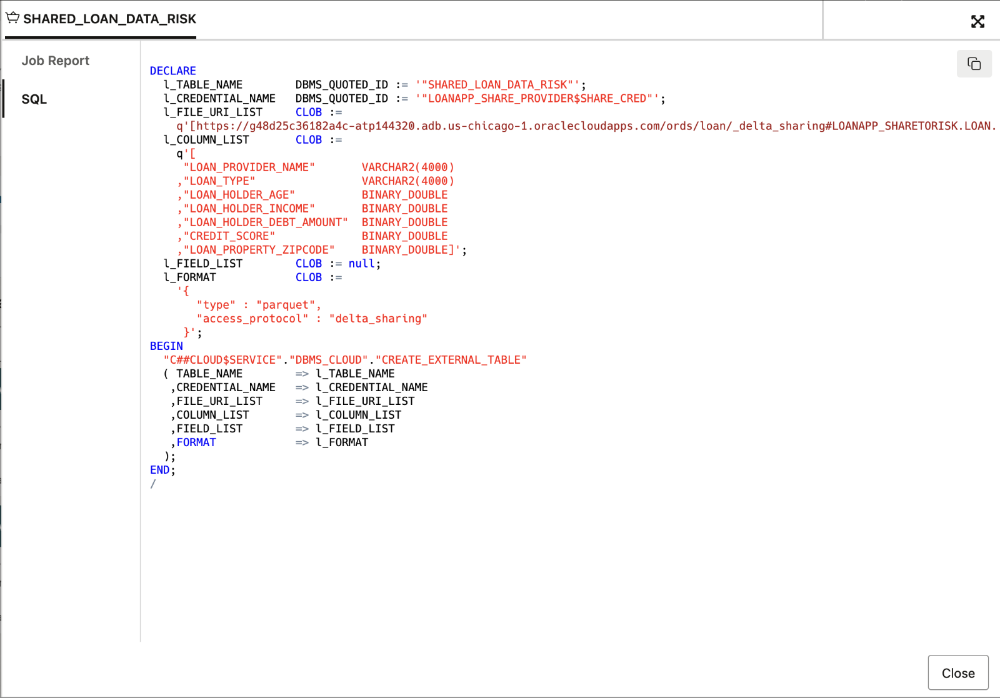 SHARED_LOAN_DATA_RISK
Job Report
SQL
DECLARE
l_TABLE_NAME DBMS_QUOTED_ID := '"SHARED_LOAN_DATA_RISK"';
l_CREDENTIAL_NAME DBMS_QUOTED_ID := '"LOANAPP_SHARE_PROVIDER$SHARE_CRED"';
l_FILE_URI_LIST CLOB :=
q'[https://g48d25c36182a4c-atp144320.adb.us-chicago-1.oraclecloudapps.com/ords/loan/_delta_sharing#LOANAPP_SHARETORISK.LOAN.
l_COLUMN_LIST CLOB :=
q'[
"LOAN_PROVIDER_NAME" VARCHAR2(4000)
,"LOAN_TYPE" VARCHAR2(4000)
,"LOAN_HOLDER_AGE" BINARY_DOUBLE
,"LOAN_HOLDER_INCOME" BINARY_DOUBLE
,"LOAN_HOLDER_DEBT_AMOUNT" BINARY_DOUBLE
,"CREDIT_SCORE" BINARY_DOUBLE
,"LOAN_PROPERTY_ZIPCODE" BINARY_DOUBLE]';
l_FIELD_LIST CLOB := null;
l_FORMAT CLOB :=
'{
"type" : "parquet",
"access_protocol" : "delta_sharing"
}';
BEGIN
"C##CLOUD$SERVICE"."DBMS_CLOUD"."CREATE_EXTERNAL_TABLE"
( TABLE_NAME => l_TABLE_NAME
,CREDENTIAL_NAME => l_CREDENTIAL_NAME
,FILE_URI_LIST => l_FILE_URI_LIST
,COLUMN_LIST => l_COLUMN_LIST
,FIELD_LIST => l_FIELD_LIST
,FORMAT => l_FORMAT
);
END;
/
Close